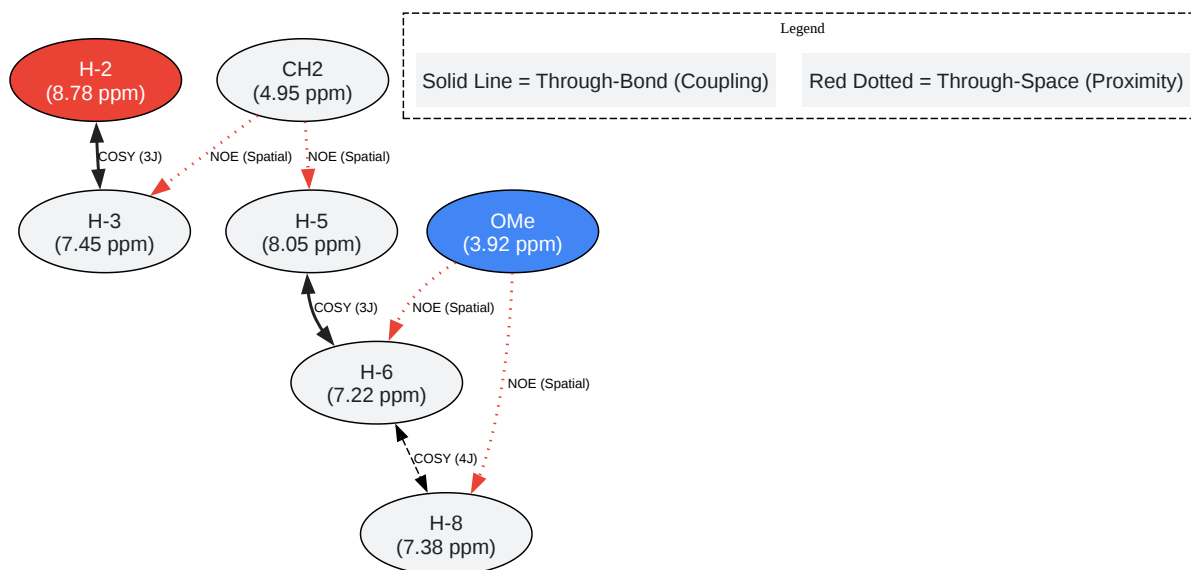 Legend
Solid Line = Through-Bond (Coupling)
Red Dotted = Through-Space (Proximity)
H-2
(8.78 ppm)
CH2
(4.95 ppm)
COSY (3J)
NOE (Spatial)
NOE (Spatial)
H-3
(7.45 ppm)
H-5
(8.05 ppm)
OMe
(3.92 ppm)
COSY (3J)
NOE (Spatial)
H-6
(7.22 ppm)
NOE (Spatial)
COSY (4J)
H-8
(7.38 ppm)